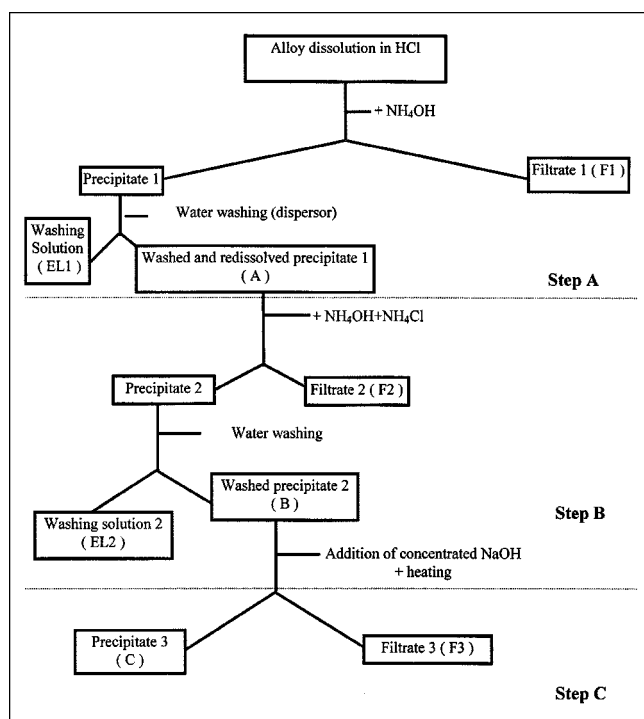 Alloy dissolution in HCl
+ NH₄OH
Precipitate 1
Filtrate 1 ( F1 )
Water washing (dispersor)
Washing
Solution
( EL1 )
Washed and redissolved precipitate 1
( A )
Step A
+ NH₄OH+NH₄Cl
Precipitate 2
Filtrate 2 ( F2 )
Water washing
Washed precipitate 2
( B )
Washing solution 2
( EL2 )
Step B
Addition of concentrated NaOH
+ heating
Precipitate 3
( C )
Filtrate 3 ( F3 )
Step C